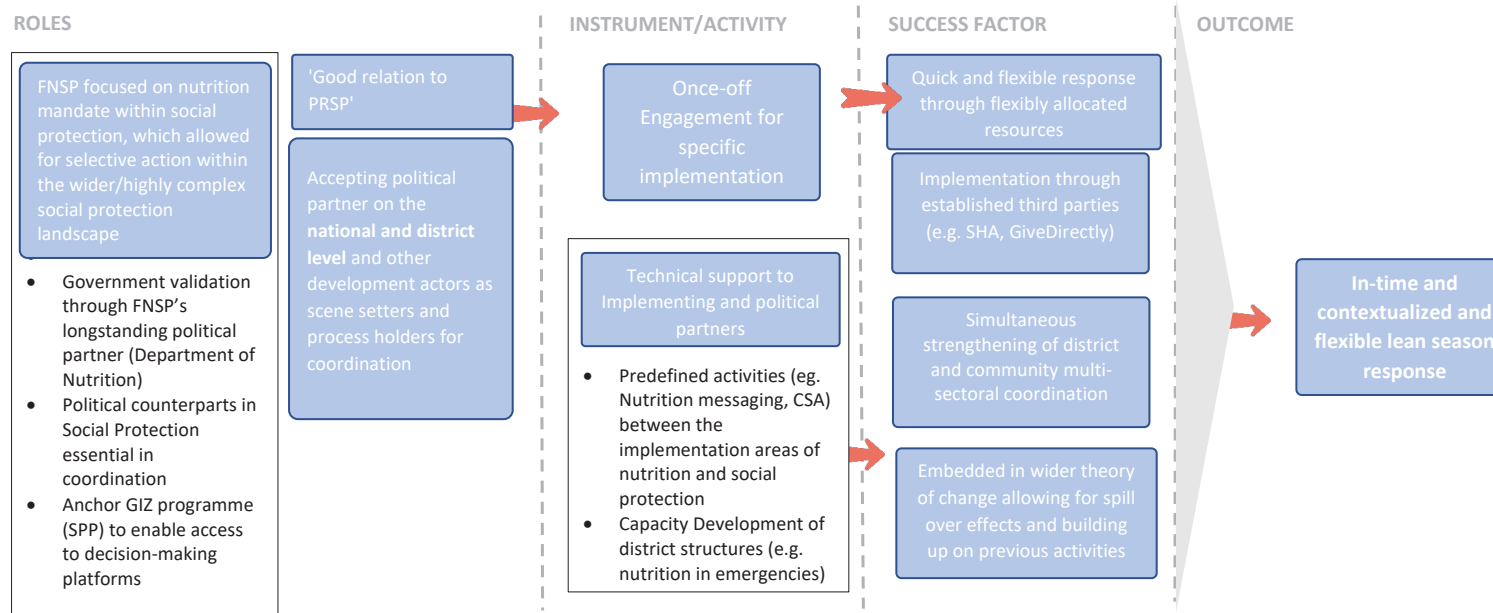 ROLES
FNSP focused on nutrition
mandate within social
protection, which allowed
for selective action within
the wider/highly complex
social protection
landscape
• Government validation
through FNSP's
longstanding political
partner (Department of
Nutrition)
• Political counterparts in
Social Protection
essential in
coordination
• Anchor GIZ programme
(SPP) to enable access
to decision-making
platforms
'Good relation to
PRSP'
Accepting political
partner on the
national and district
level and other
development actors as
scene setters and
process holders for
coordination
INSTRUMENT/ACTIVITY
Once-off
Engagement for
specific
implementation
Technical support to
Implementing and political
partners
• Predefined activities (eg.
Nutrition messaging, CSA)
between the
implementation areas of
nutrition and social
protection
• Capacity Development of
district structures (e.g.
nutrition in emergencies)
SUCCESS FACTOR
Quick and flexible response
through flexibly allocated
resources
Implementation through
established third parties
(e.g. SHA, GiveDirectly)
Simultaneous
strengthening of district
and community multi-
sectoral coordination
Embedded in wider theory
of change allowing for spill
over effects and building
up on previous activities
OUTCOME
In-time and
contextualized and
flexible lean season
response